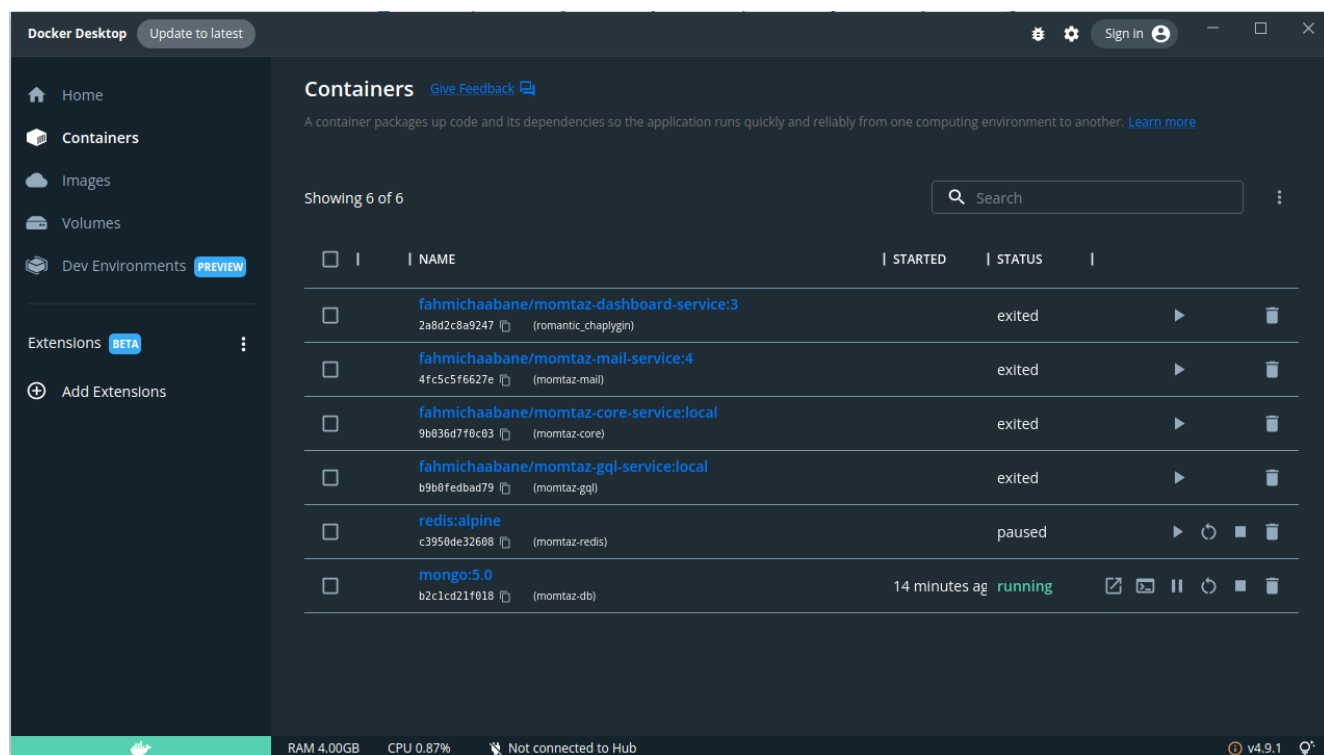 Docker Desktop Update to latest
Sign in
Home
Containers
Images
Volumes
Dev Environments PREVIEW
Extensions BETA
Add Extensions
Containers Give Feedback
A container packages up code and its dependencies so the application runs quickly and reliably from one computing environment to another. Learn more
Showing 6 of 6
Search
NAME STARTED STATUS
fahmichaabane/momtaz-dashboard-service:3
2a8d2c8a9247 (romantic_chaplygin)
exited
fahmichaabane/momtaz-mail-service:4
4fc5c5f6627e (momtaz-mail)
exited
fahmichaabane/momtaz-core-service:local
9b036d7f0c03 (momtaz-core)
exited
fahmichaabane/momtaz-gql-service:local
b9b0fedbad79 (momtaz-gql)
exited
redis:alpine
c3950de32608 (momtaz-redis)
paused
mongo:5.0
b2c1cd21f018 (momtaz-db)
14 minutes ag running
RAM 4.00GB CPU 0.87% Not connected to Hub v4.9.1